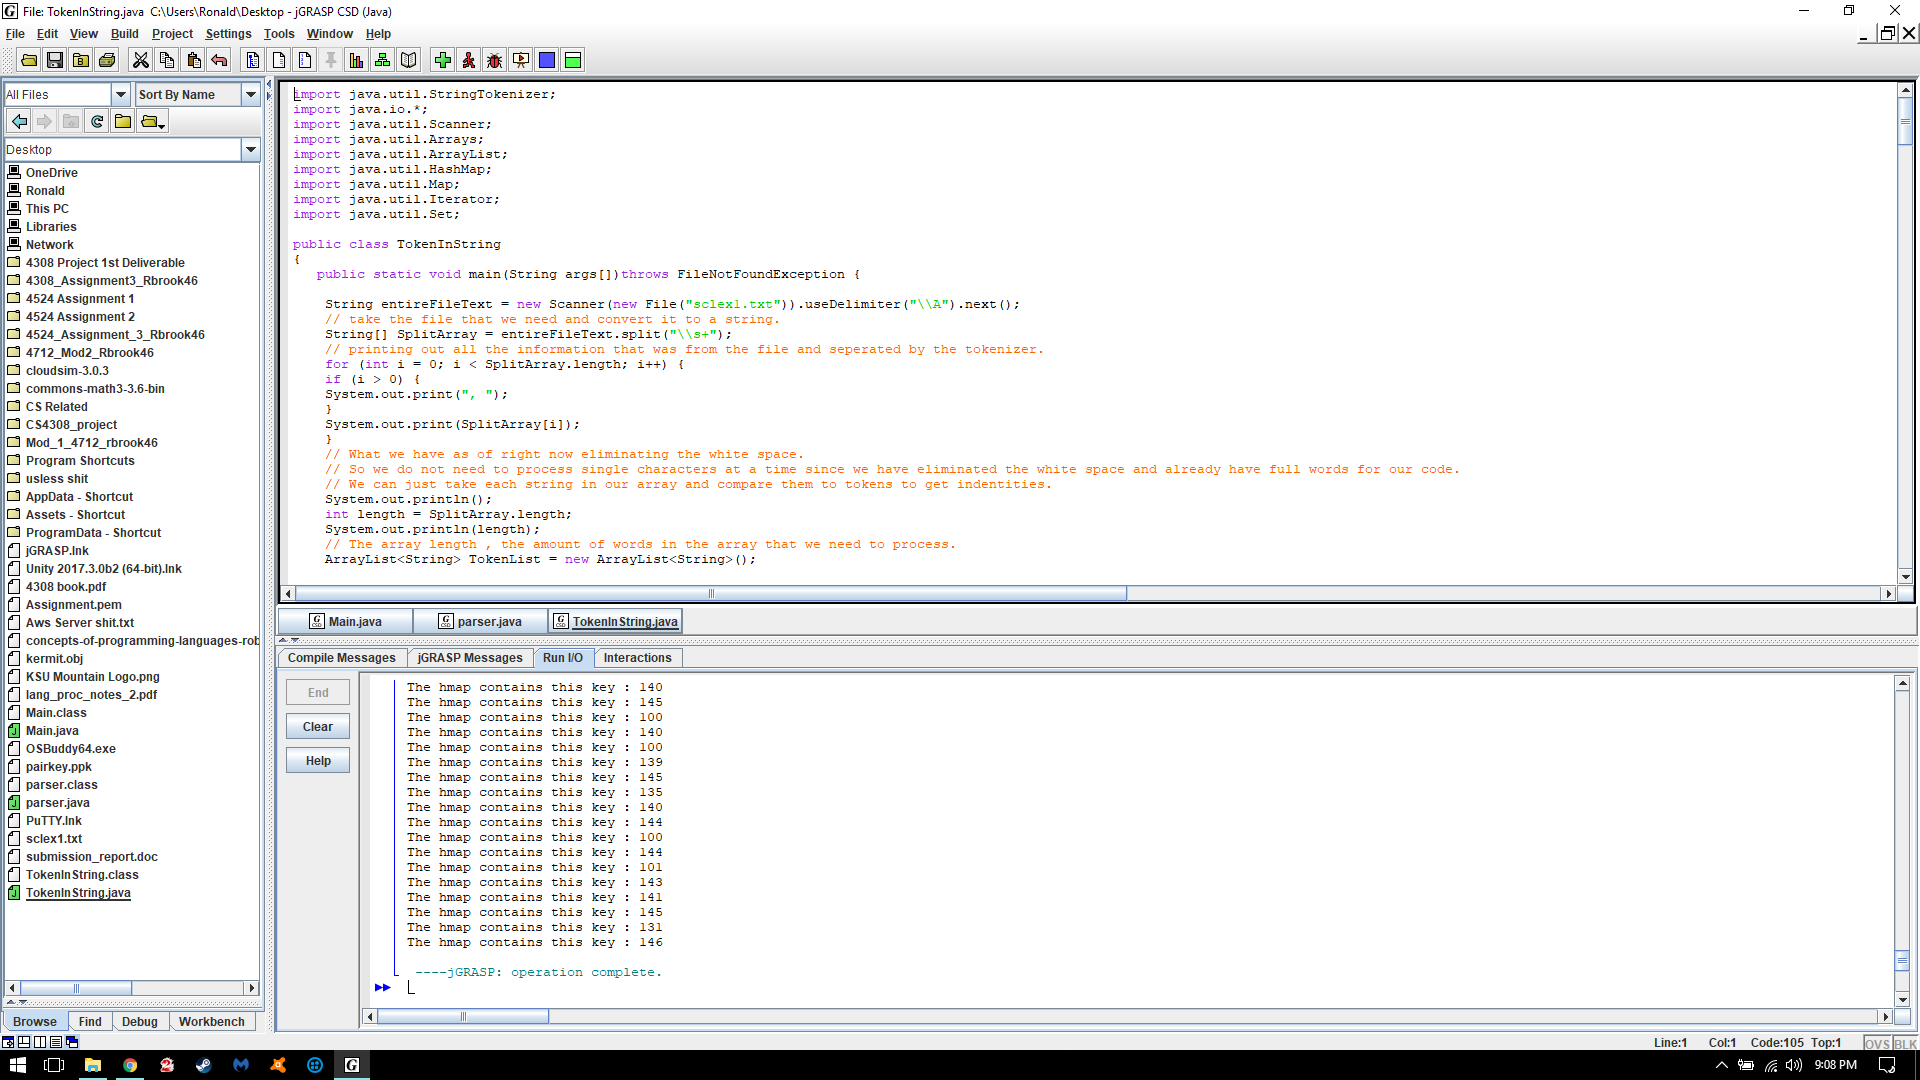 File: TokenInString.java  C:\Users\Ronald\Desktop - jGRASP CSD (Java)
File Edit View Build Project Settings Tools Window Help
All Files
Sort By Name
Desktop
OneDrive
Ronald
This PC
Libraries
Network
4308 Project 1st Deliverable
4308_Assignment3_Rbrook46
4524 Assignment 1
4524 Assignment 2
4524_Assignment_3_Rbrook46
4712_Mod2_Rbrook46
cloudsim-3.0.3
commons-math3-3.6-bin
CS Related
CS4308_project
Mod_1_4712_rbrook46
Program Shortcuts
usless shit
AppData - Shortcut
Assets - Shortcut
ProgramData - Shortcut
jGRASP.lnk
Unity 2017.3.0b2 (64-bit).lnk
4308 book.pdf
Assignment.pem
Aws Server shit.txt
concepts-of-programming-languages-rob
kermit.obj
KSU Mountain Logo.png
lang_proc_notes_2.pdf
Main.class
Main.java
OSBuddy64.exe
pairkey.ppk
parser.class
parser.java
PuTTY.lnk
sclex1.txt
submission_report.doc
TokenInString.class
TokenInString.java
Browse Find Debug Workbench
import java.util.StringTokenizer;
import java.io.*;
import java.util.Scanner;
import java.util.Arrays;
import java.util.ArrayList;
import java.util.HashMap;
import java.util.Map;
import java.util.Iterator;
import java.util.Set;
public class TokenInString
{
public static void main(String args[])throws FileNotFoundException {
String entireFileText = new Scanner(new File("sclex1.txt")).useDelimiter("\\A").next();
// take the file that we need and convert it to a string.
String[] SplitArray = entireFileText.split("\\s+");
// printing out all the information that was from the file and seperated by the tokenizer.
for (int i = 0; i < SplitArray.length; i++) {
if (i > 0) {
System.out.print(", ");
}
System.out.print(SplitArray[i]);
}
// What we have as of right now eliminating the white space.
// So we do not need to process single characters at a time since we have eliminated the white space and already have full words for our code.
// We can just take each string in our array and compare them to tokens to get indentities.
System.out.println();
int length = SplitArray.length;
System.out.println(length);
// The array length , the amount of words in the array that we need to process.
ArrayList<String> TokenList = new ArrayList<String>();
Main.java parser.java TokenInString.java
Compile Messages jGRASP Messages Run I/O Interactions
End
Clear
Help
The hmap contains this key : 140
The hmap contains this key : 145
The hmap contains this key : 100
The hmap contains this key : 140
The hmap contains this key : 100
The hmap contains this key : 139
The hmap contains this key : 145
The hmap contains this key : 135
The hmap contains this key : 140
The hmap contains this key : 144
The hmap contains this key : 100
The hmap contains this key : 144
The hmap contains this key : 101
The hmap contains this key : 143
The hmap contains this key : 141
The hmap contains this key : 145
The hmap contains this key : 131
The hmap contains this key : 146
----jGRASP: operation complete.
Line:1 Col:1 Code:105 Top:1 OVS BLK
9:08 PM